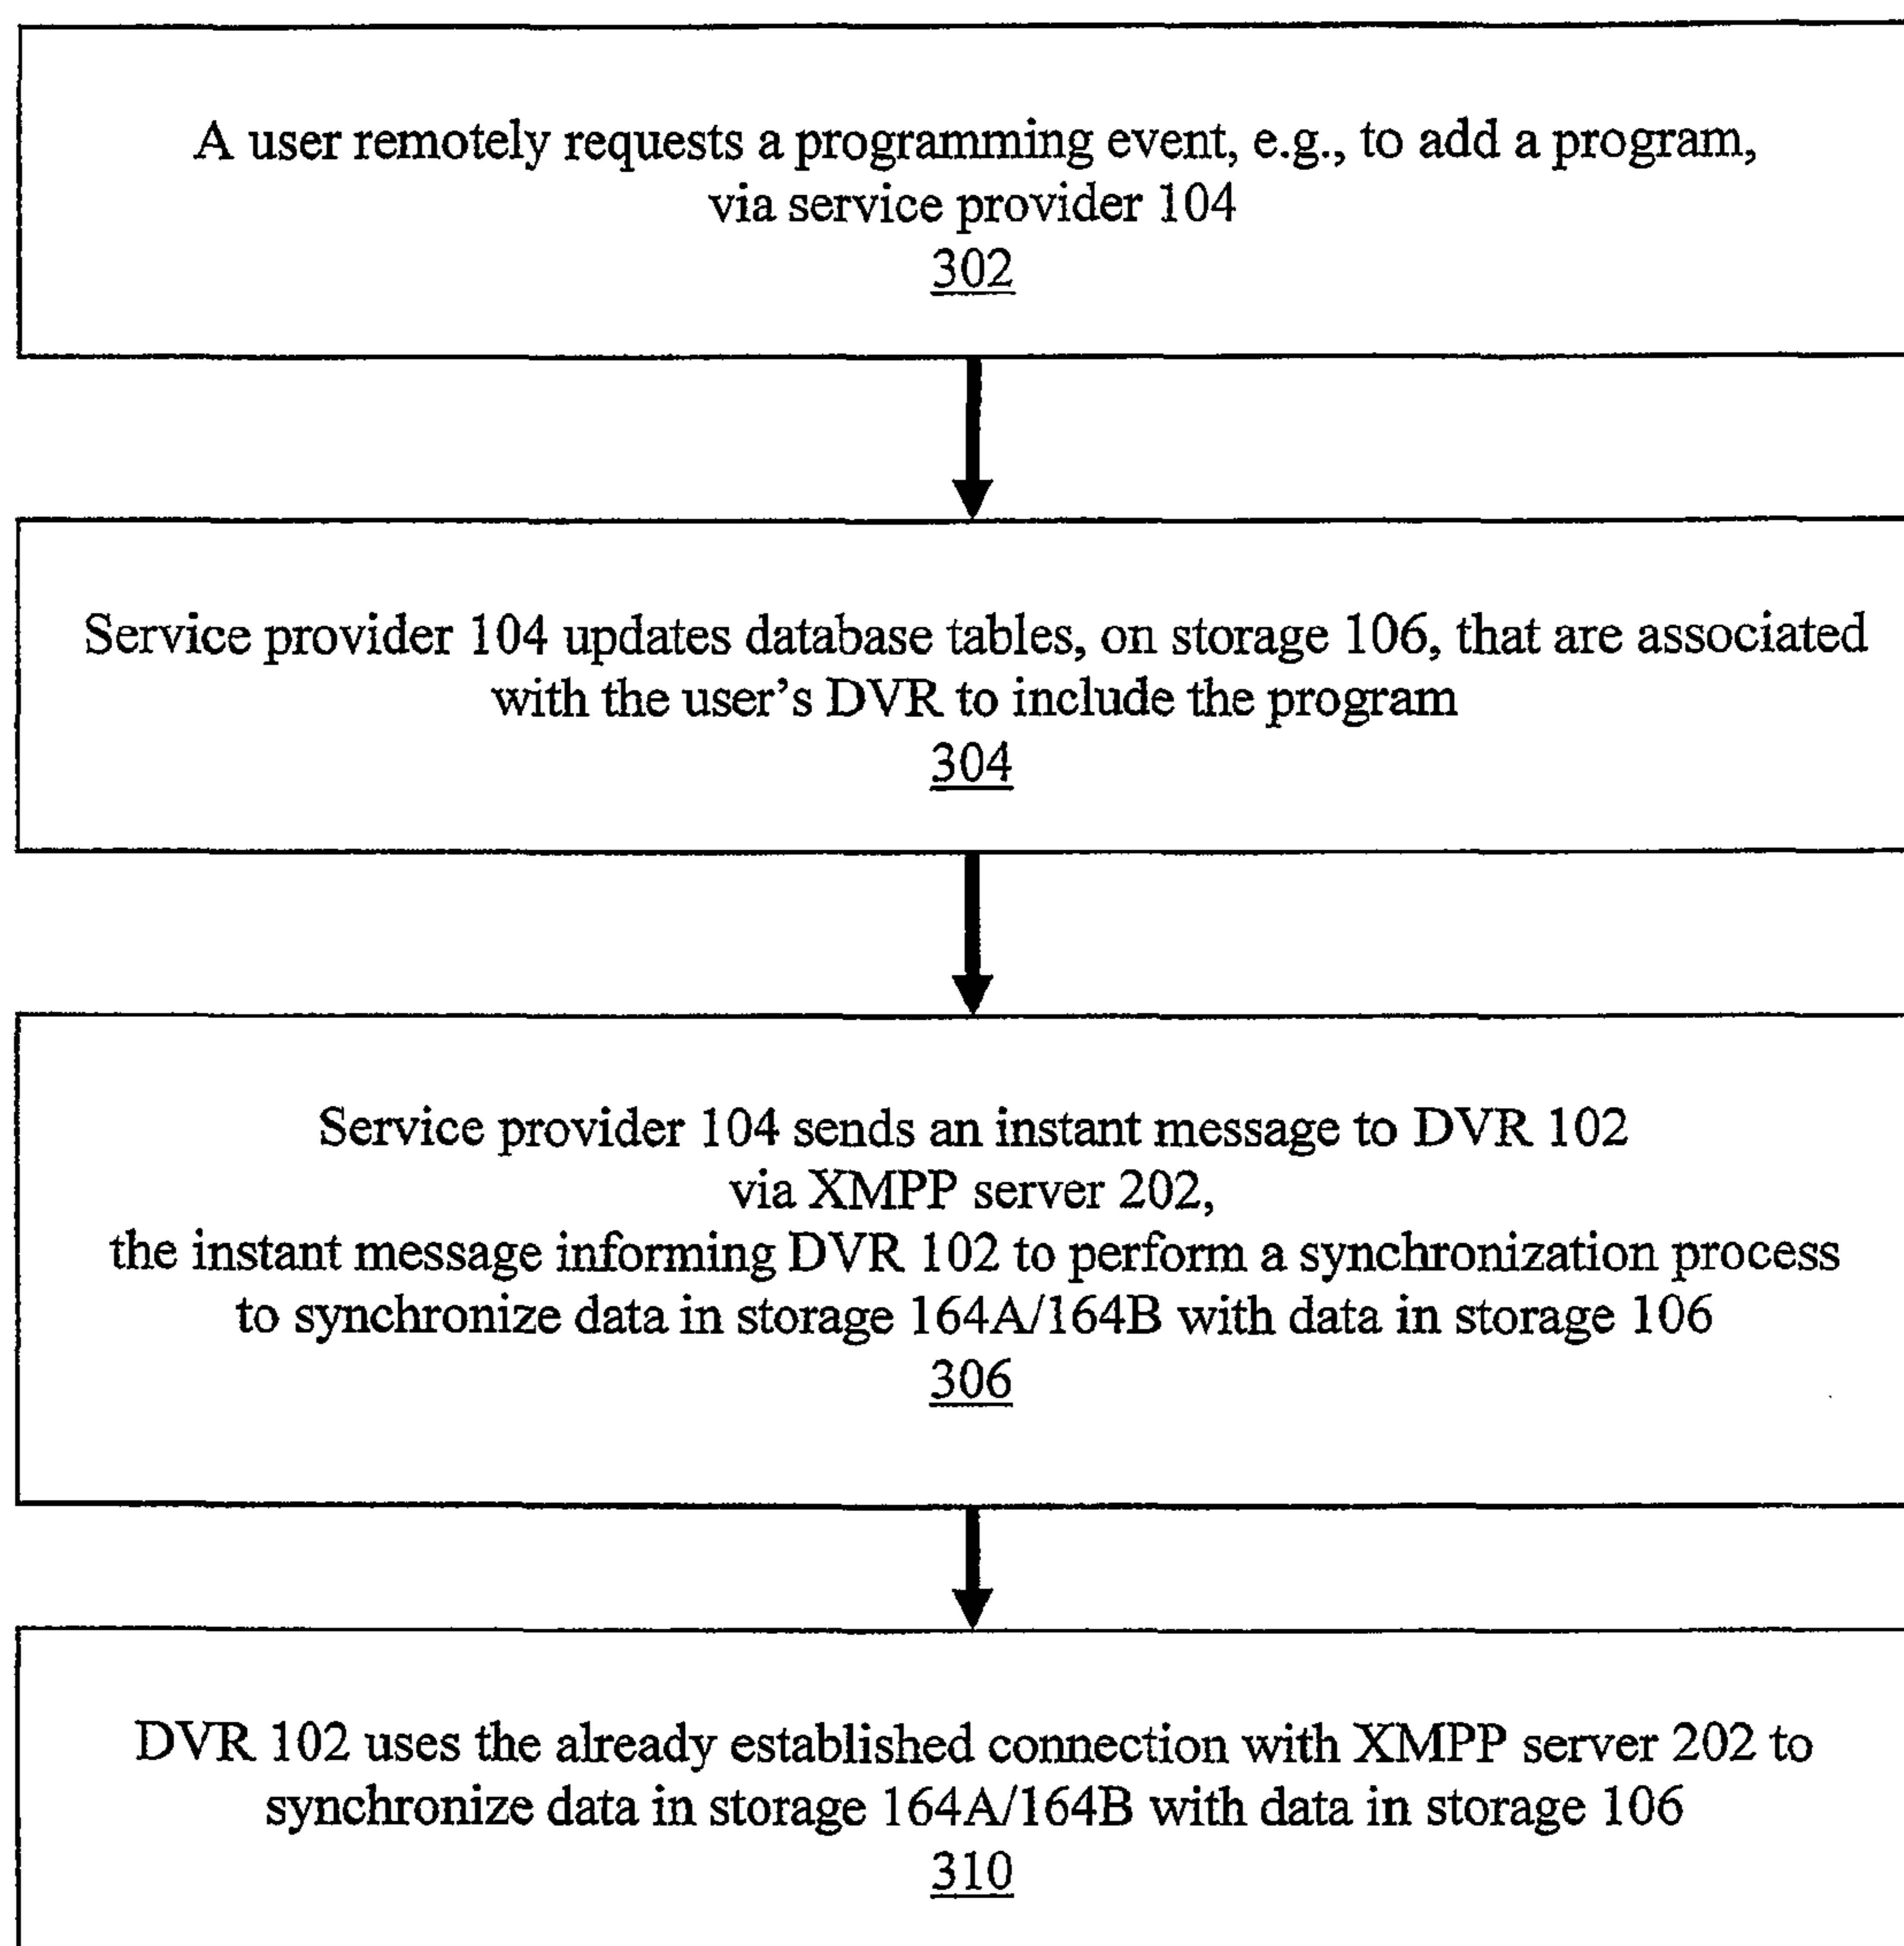 A user remotely requests a programming event, e.g., to add a program,
via service provider 104
302
Service provider 104 updates database tables, on storage 106, that are associated
with the user's DVR to include the program
304
Service provider 104 sends an instant message to DVR 102
via XMPP server 202,
the instant message informing DVR 102 to perform a synchronization process
to synchronize data in storage 164A/164B with data in storage 106
306
DVR 102 uses the already established connection with XMPP server 202 to
synchronize data in storage 164A/164B with data in storage 106
310